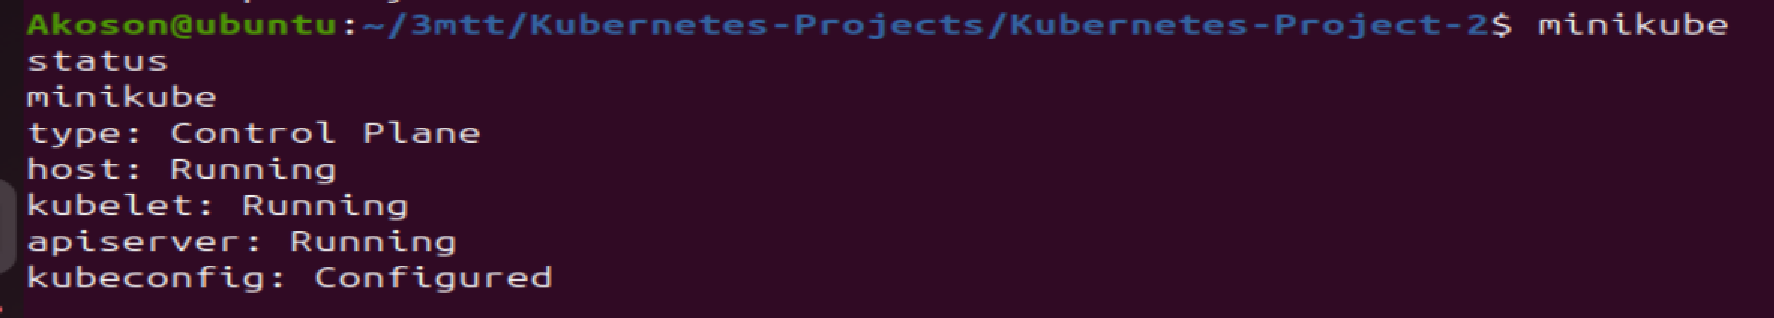 Akoson@ubuntu:~/3mtt/Kubernetes-Projects/Kubernetes-Project-2$ minikube
status
minikube
type: Control Plane
host: Running
kubelet: Running
apiserver: Running
kubeconfig: Configured